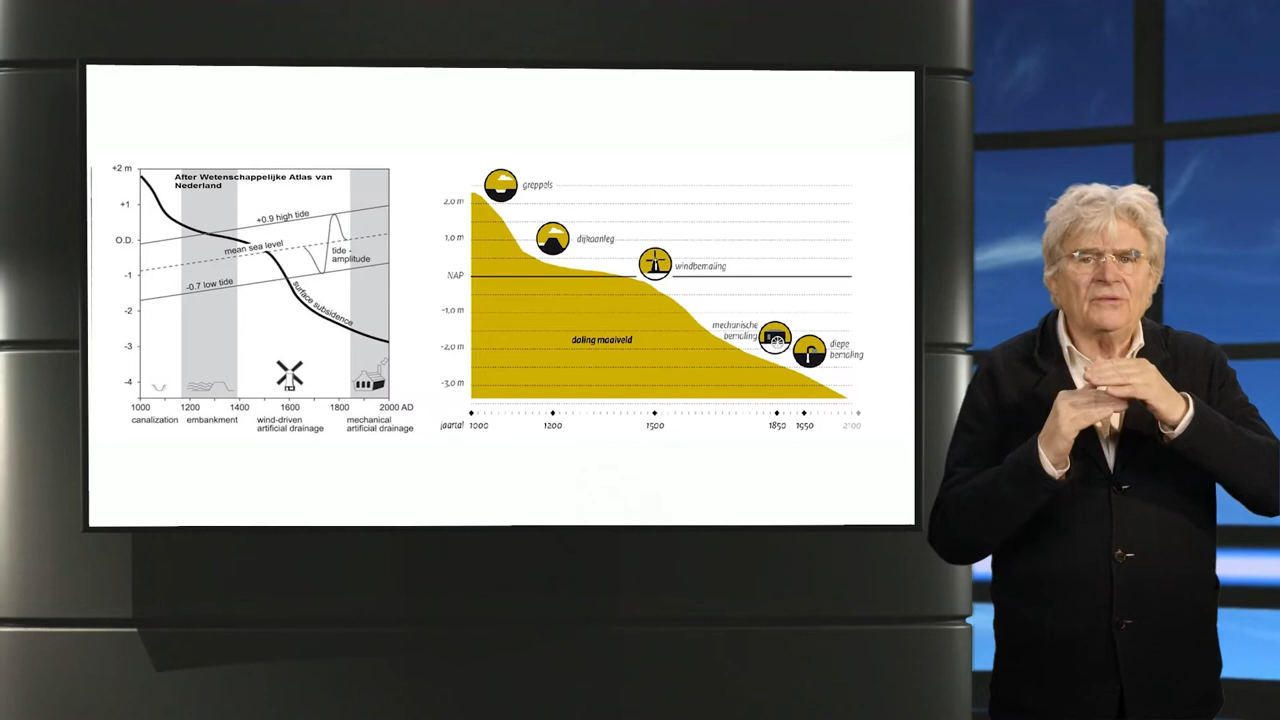 After Wetenschappelijke Atlas van
Nederland
+2 m
+1
O.D.
-1
-2
-3
-4
+0.9 high tide
mean sea level
tide -
amplitude
-0.7 low tide
surface subsidence
1000
1200
1400
1600
1800
2000 AD
canalization
embankment
wind-driven
artificial drainage
mechanical
artificial drainage
greppels
2,0 m
dijkaanleg
1,0 m
windbemaling
NAP
-1,0 m
mechanische
bemaling
daling maaiveld
-2,0 m
diepe
bemaling
-3,0 m
jaartal
1000
1200
1500
1850
1950
2100